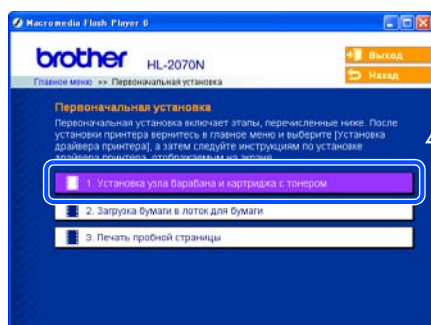 Macromedia Flash Player 6
brother HL-2070N
Выход
Главное меню >> Первоначальная установка
Назад
Первоначальная установка
Первоначальная установка включает этапы, перечисленные ниже. После
установки принтера вернитесь в главное меню и выберите [Установка
драйвера принтера], а затем следуйте инструкциям по установке
драйвера принтера, отображаемым на экране.
1. Установка узла барабана и картриджа с тонером
2. Загрузка бумаги в лоток для бумаги
3. Печать пробной страницы